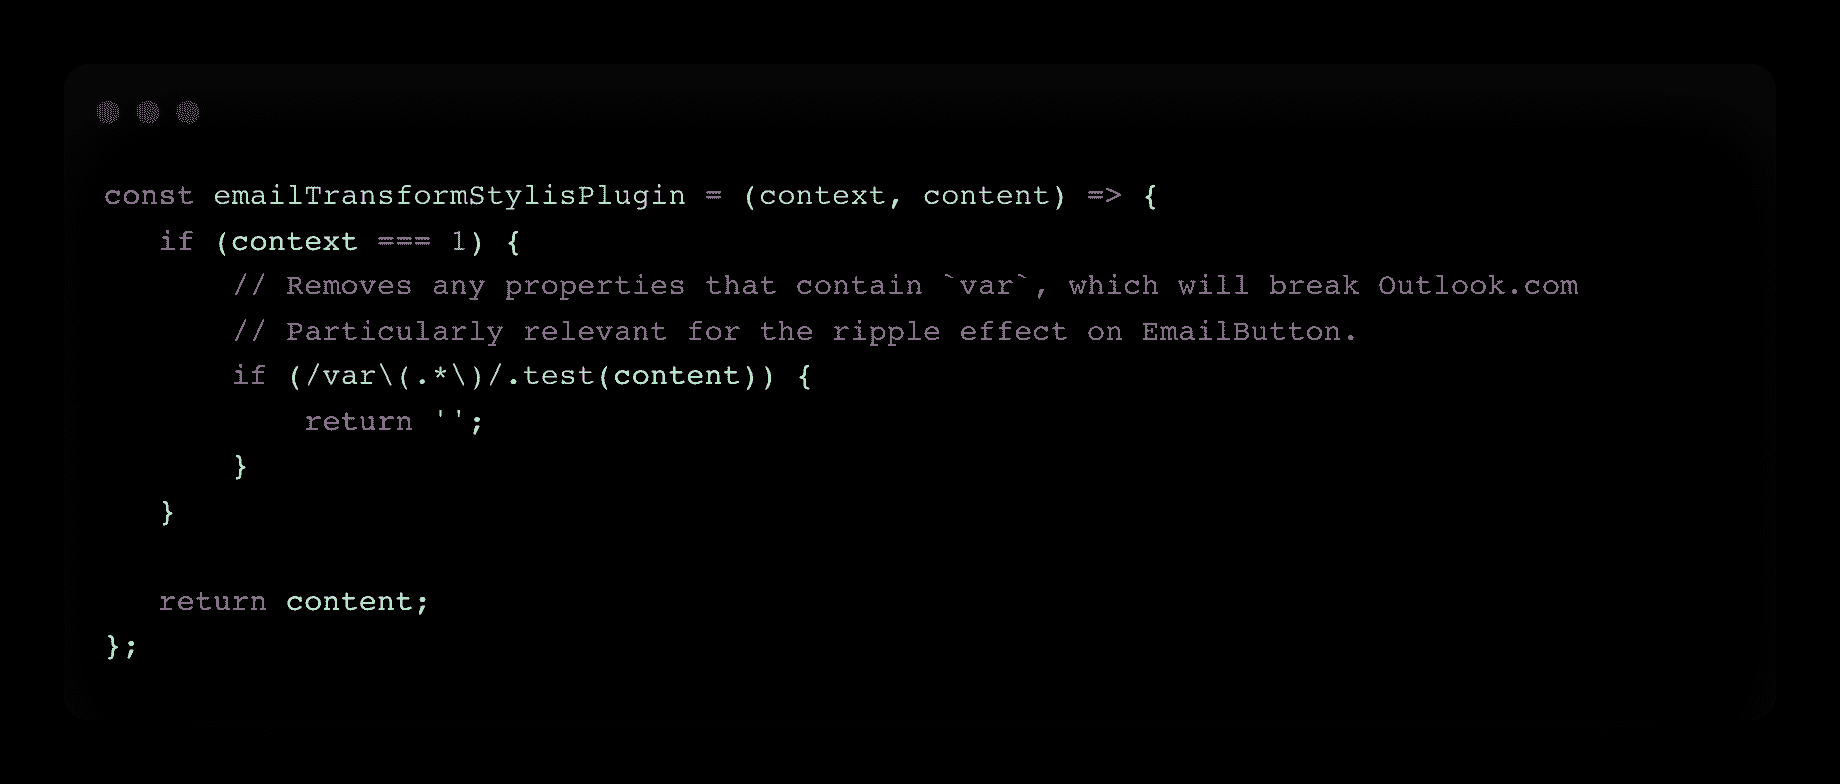 const emailTransformStylisPlugin = (context, content) => {
   if (context === 1) {
       // Removes any properties that contain `var`, which will break Outlook.com
       // Particularly relevant for the ripple effect on EmailButton.
       if (/var\(.*\)/.test(content)) {
           return '';
       }
   }

   return content;
};